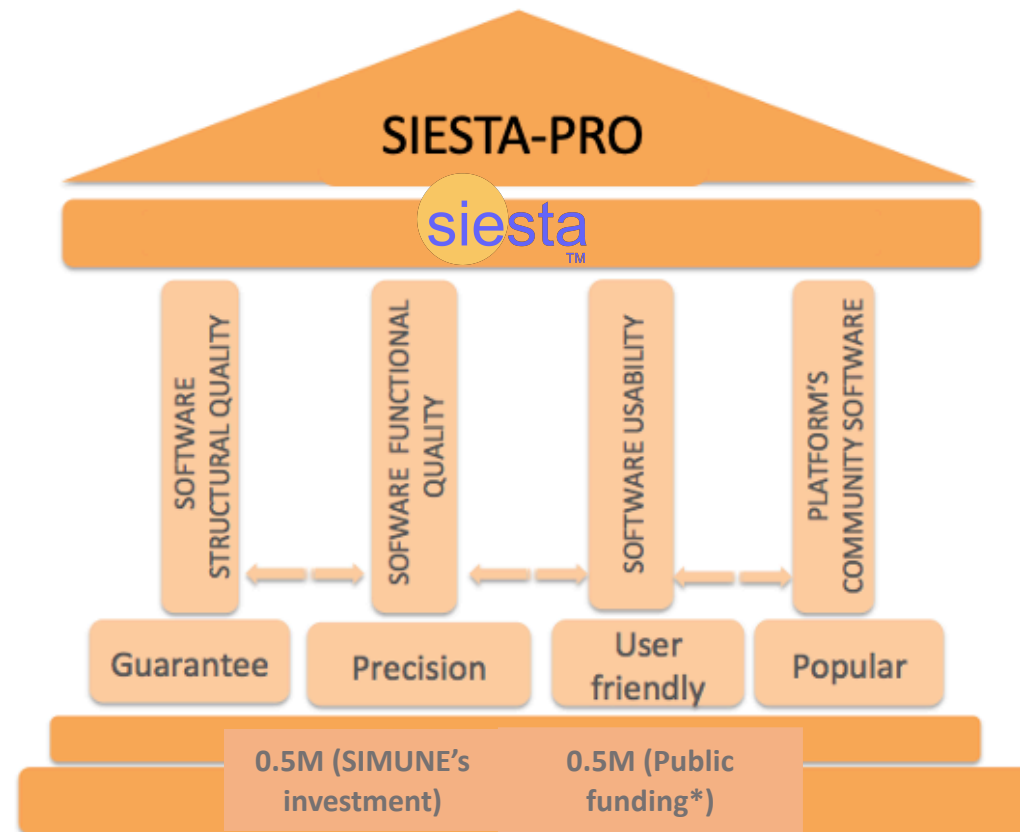 SIESTA-PRO
siesta
TM
SOFTWARE
STRUCTURAL QUALITY
SOFWARE FUNCTIONAL
QUALITY
SOFTWARE USABILITY
PLATFORM'S
COMMUNITY SOFTWARE
Guarantee
Precision
User
friendly
Popular
0.5M (SIMUNE's
investment)
0.5M (Public
funding*)